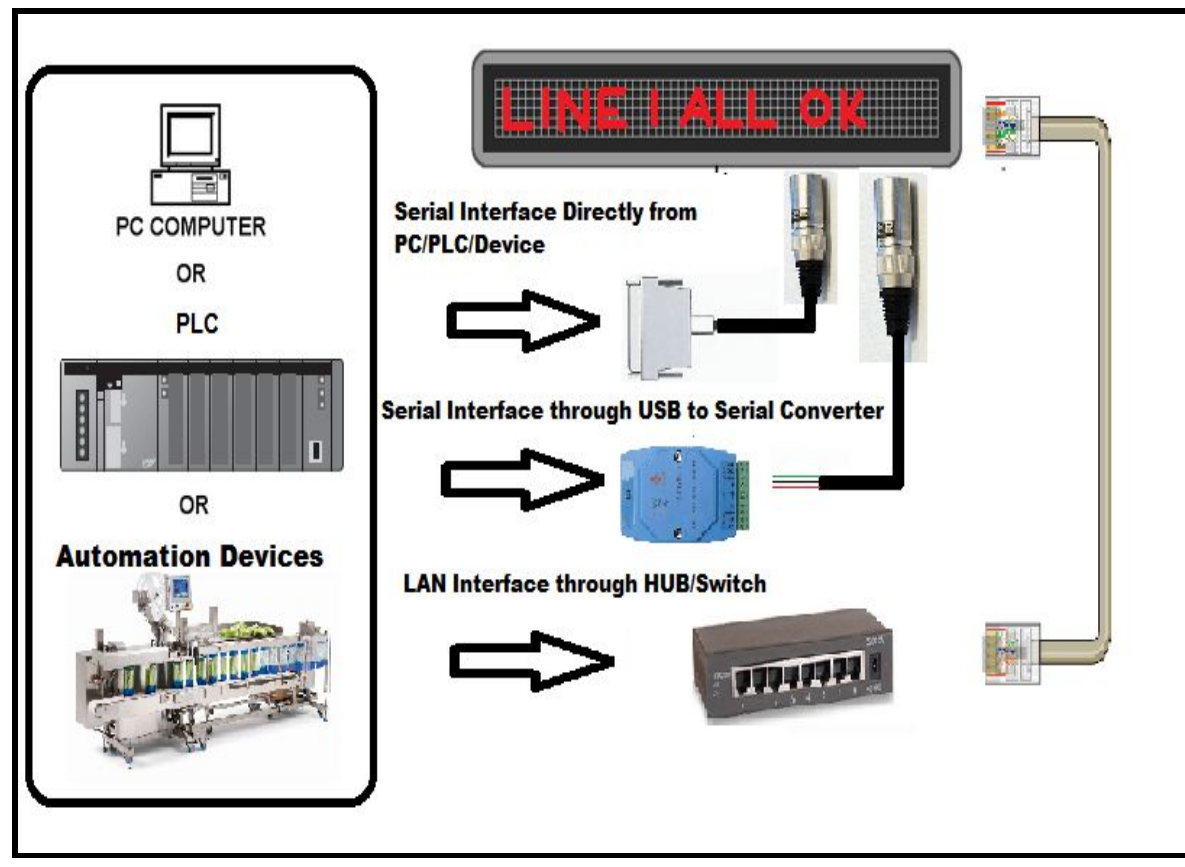 LINE I ALL OK
PC COMPUTER
OR
PLC
OR
Automation Devices
Serial Interface Directly from
PC/PLC/Device
Serial Interface through USB to Serial Converter
LAN Interface through HUB/Switch